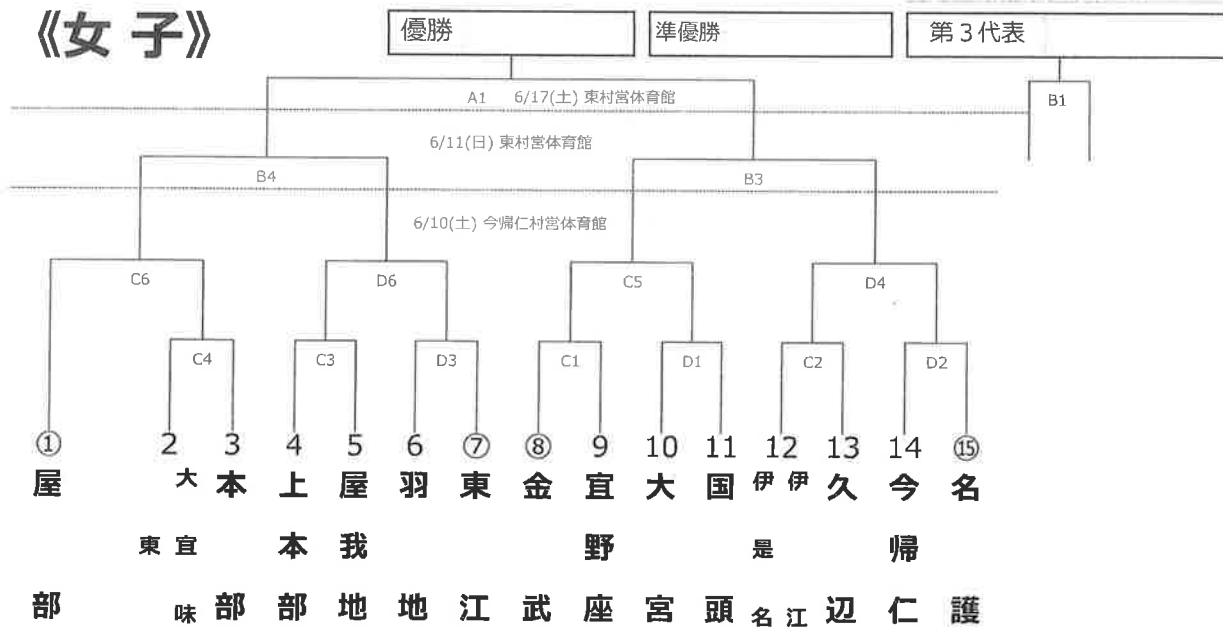 《女子》
優勝
準優勝
第3代表
A1 6/17(土) 東村営体育館
B1
6/11(日) 東村営体育館
B4
B3
6/10(土) 今帰仁村営体育館
C6
D6
C5
D4
C4
C3
D3
C1
D1
C2
D2
① 2 3 4 5 6 ⑦ ⑧ 9 10 11 12 13 14 ⑮
屋部
大宜味
東
本部
上本部
屋我地
羽地
東江
金武
宜野座
大宮
国頭
伊是名
伊江
久辺
今帰仁
名護